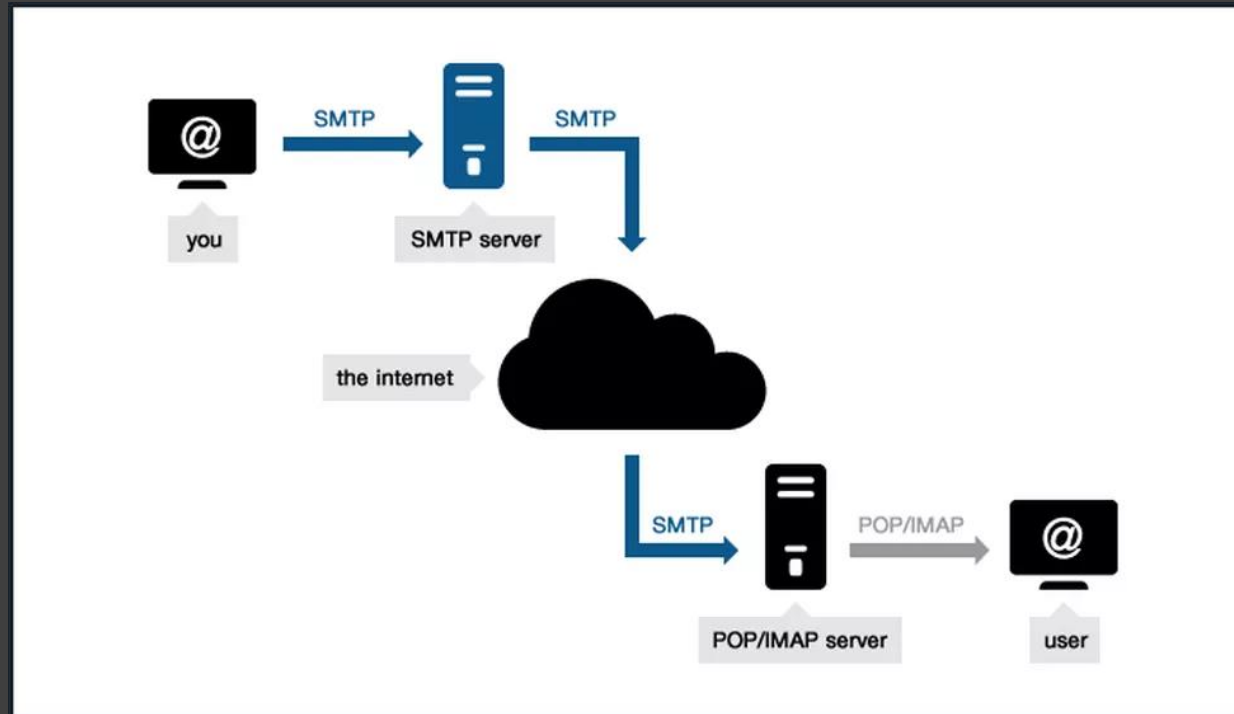 SMTP
SMTP
@
you
SMTP server
the internet
SMTP
POP/IMAP
@
POP/IMAP server
user